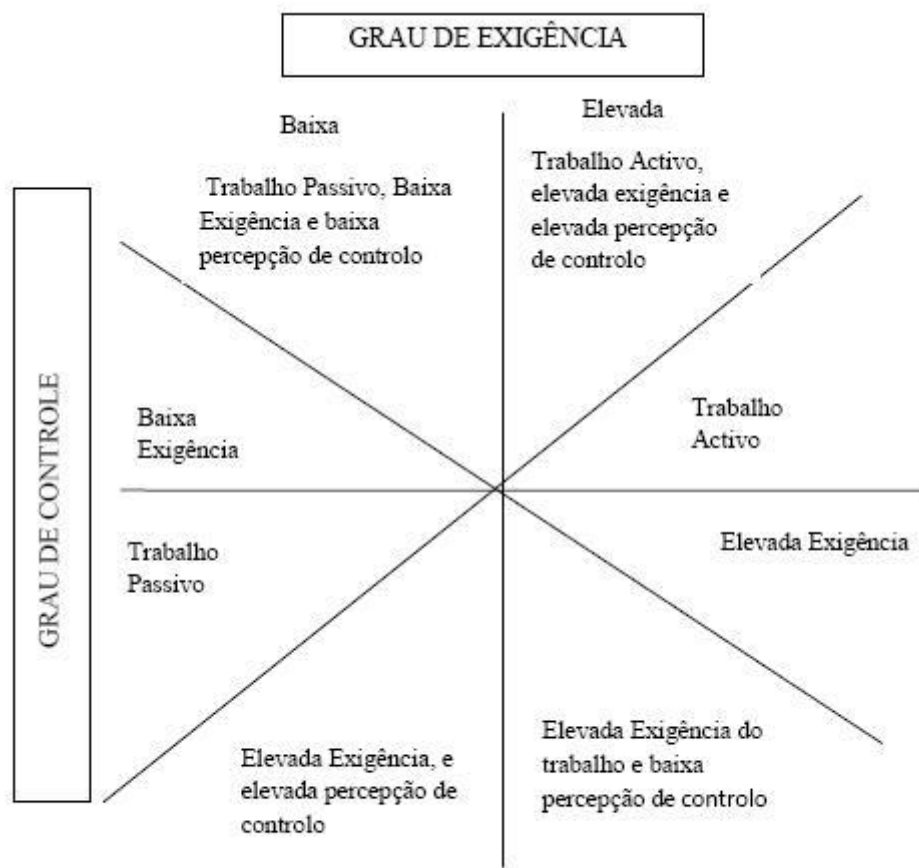 GRAU DE EXIGÊNCIA
Baixa
Elevada
Trabalho Passivo, Baixa
Exigência e baixa
percepção de controlo
Trabalho Activo,
elevada exigência e
elevada percepção
de controlo
GRAU DE CONTROLE
Baixa
Exigência
Trabalho
Activo
Trabalho
Passivo
Elevada Exigência
Elevada Exigência, e
elevada percepção de
controlo
Elevada Exigência do
trabalho e baixa
percepção de controlo